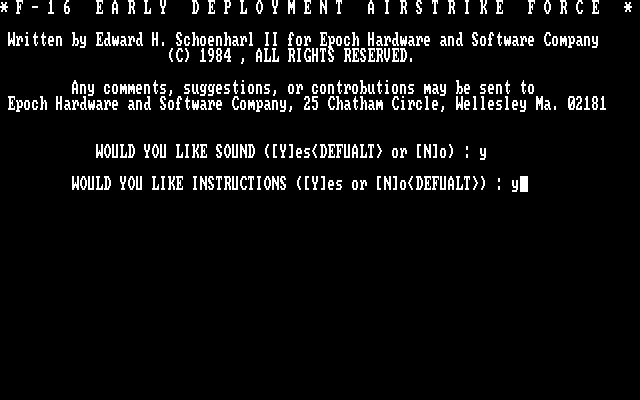 *F-16 EARLY DEPLOYMENT AIRSTRIKE FORCE *
Written by Edward H. Schoenharl II for Epoch Hardware and Software Company
(C) 1984 , ALL RIGHTS RESERVED.
Any comments, suggestions, or controbutions may be sent to
Epoch Hardware and Software Company, 25 Chatham Circle, Wellesley Ma. 02181
WOULD YOU LIKE SOUND ([Y]es<DEFUALT> or [N]o) : y
WOULD YOU LIKE INSTRUCTIONS ([Y]es or [N]o<DEFUALT>) : y